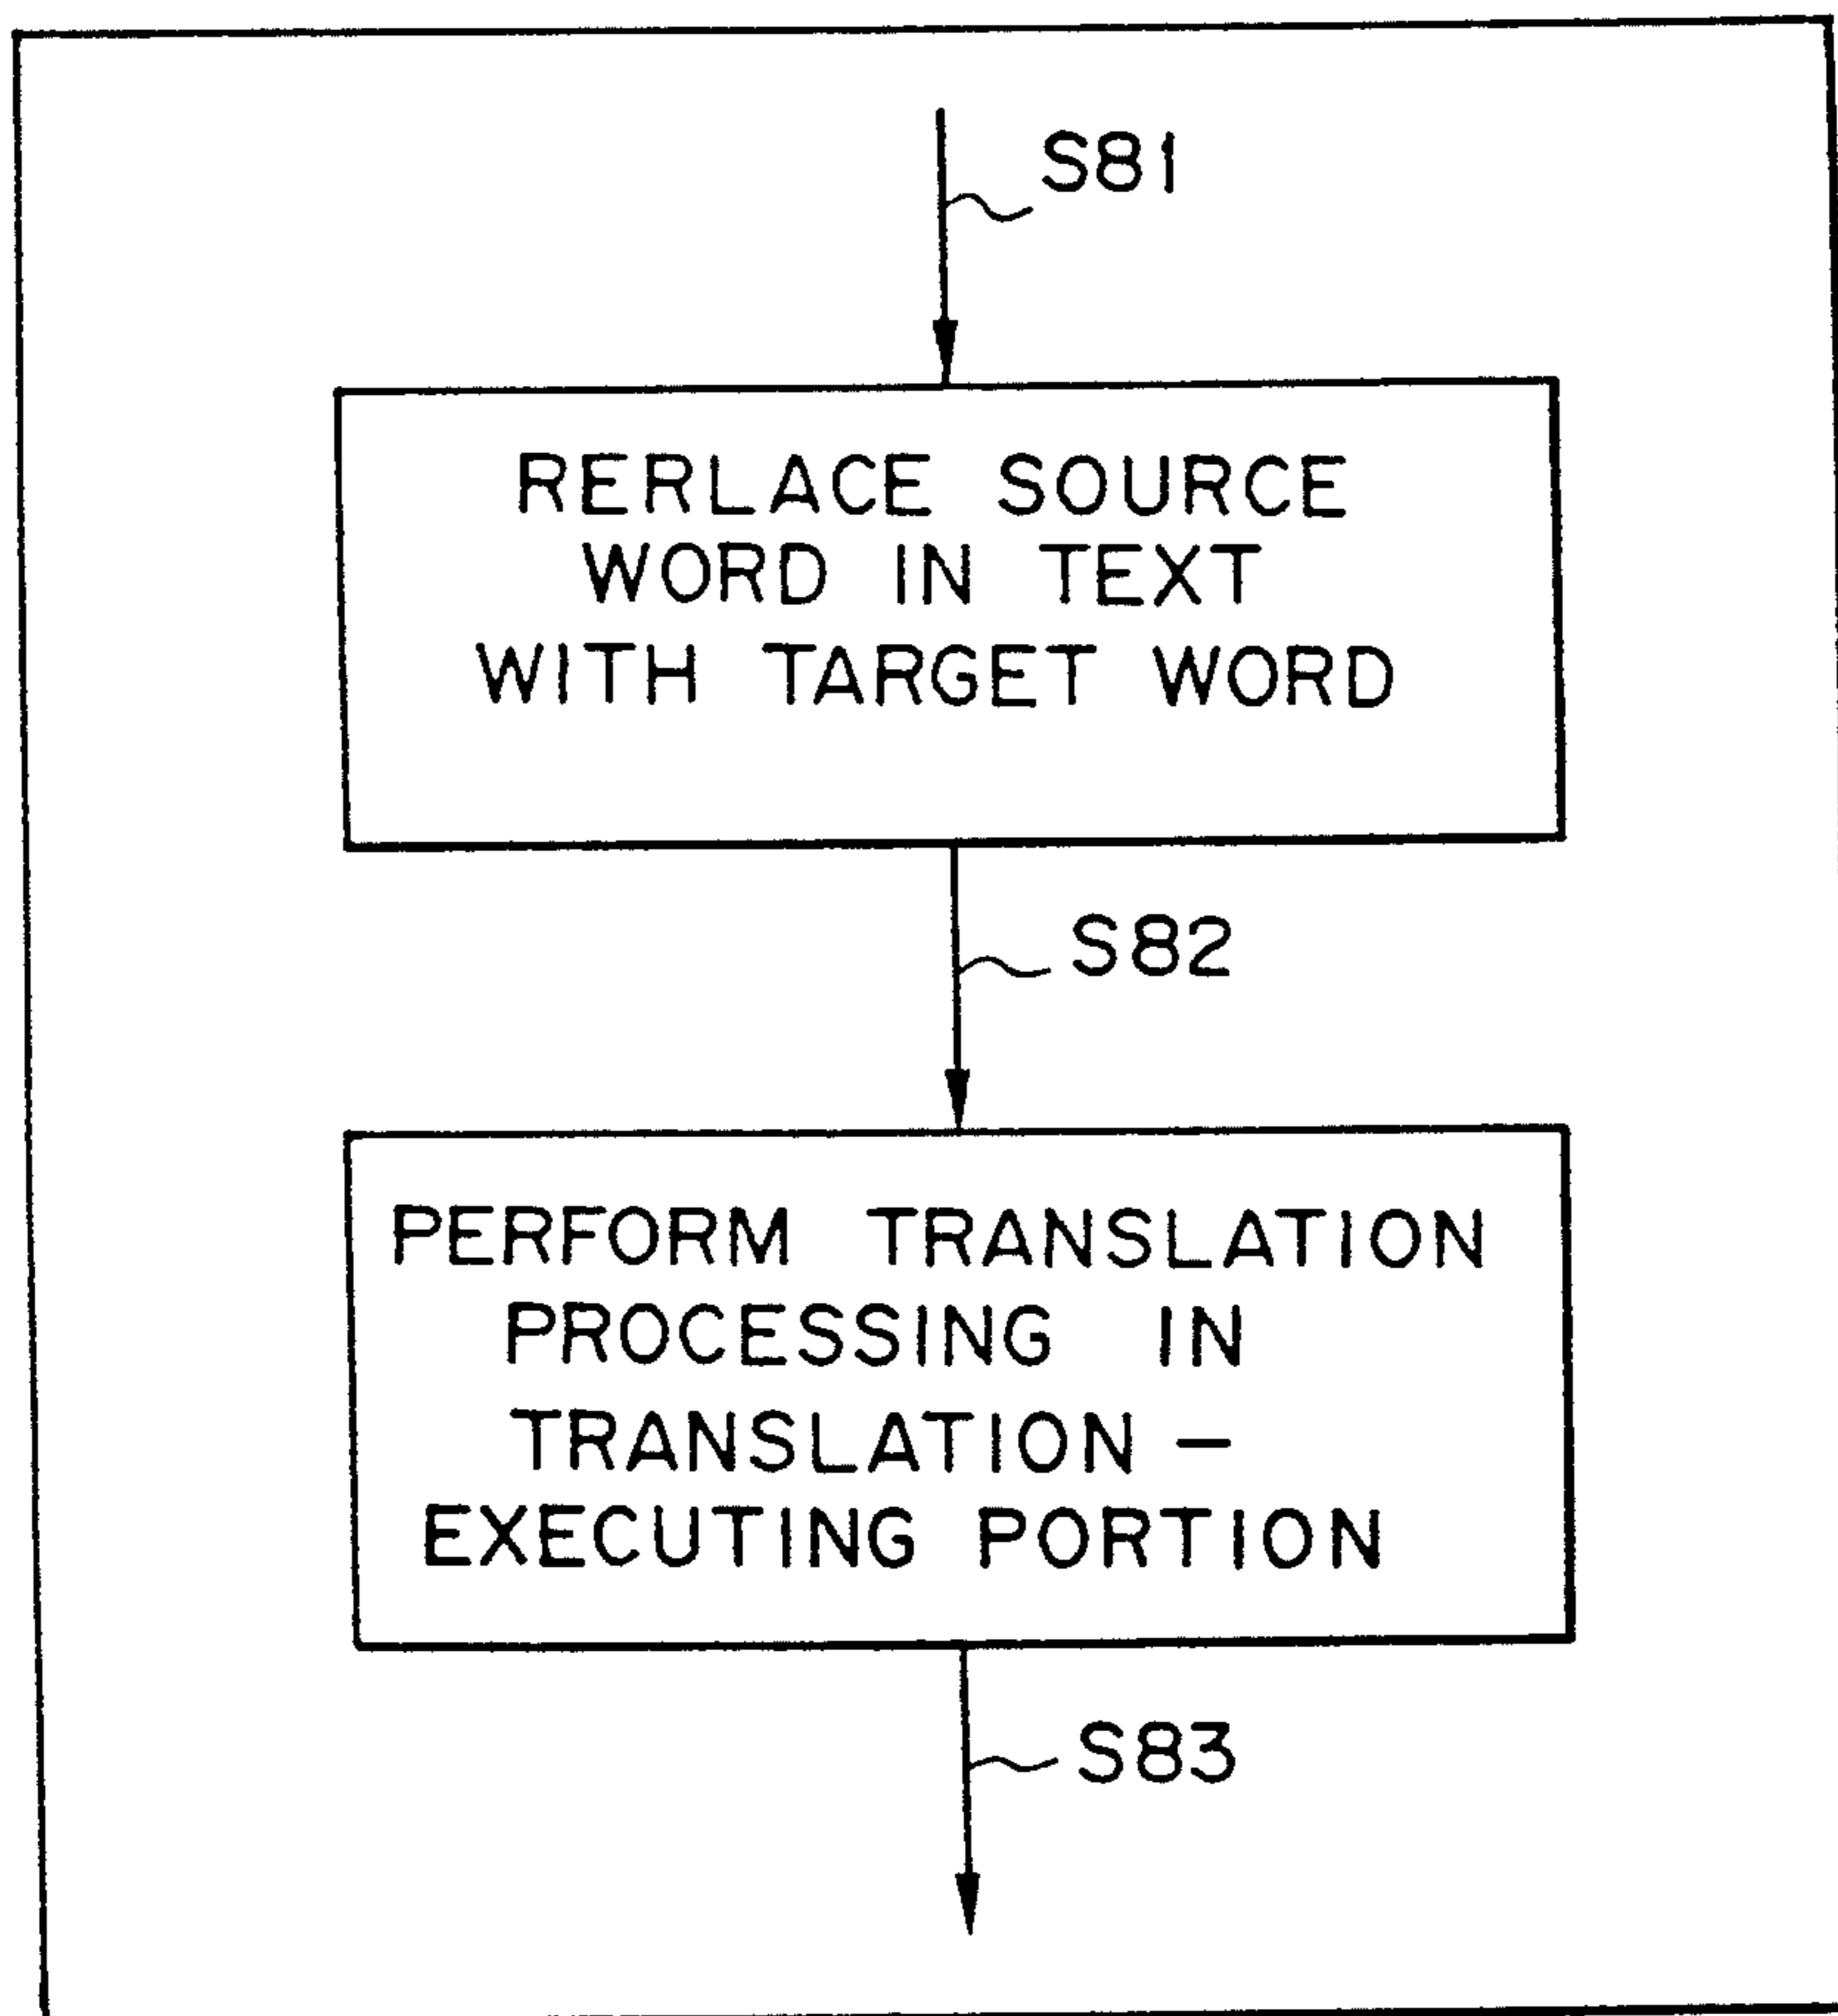 S81
RERLACE SOURCE
WORD IN TEXT
WITH TARGET WORD
S82
PERFORM TRANSLATION
PROCESSING IN
TRANSLATION -
EXECUTING PORTION
S83